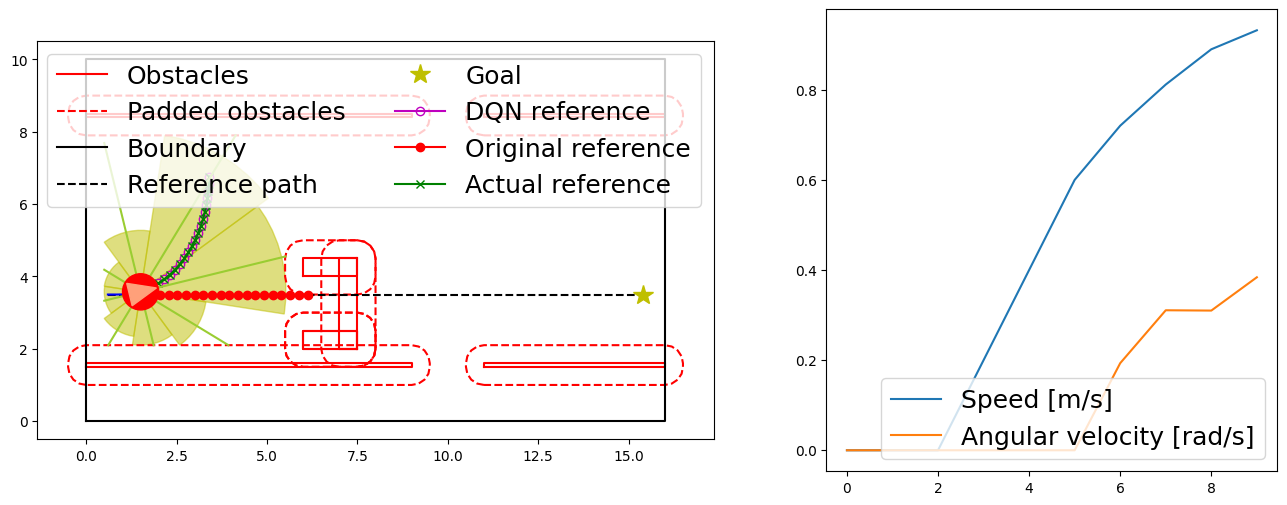 10
8
6
4
2
0
0.0 2.5 5.0 7.5 10.0 12.5 15.0
Obstacles
Padded obstacles
Boundary
Reference path
Goal
DQN reference
Original reference
Actual reference
0.8
0.6
0.4
0.2
0.0
0 2 4 6 8
Speed [m/s]
Angular velocity [rad/s]